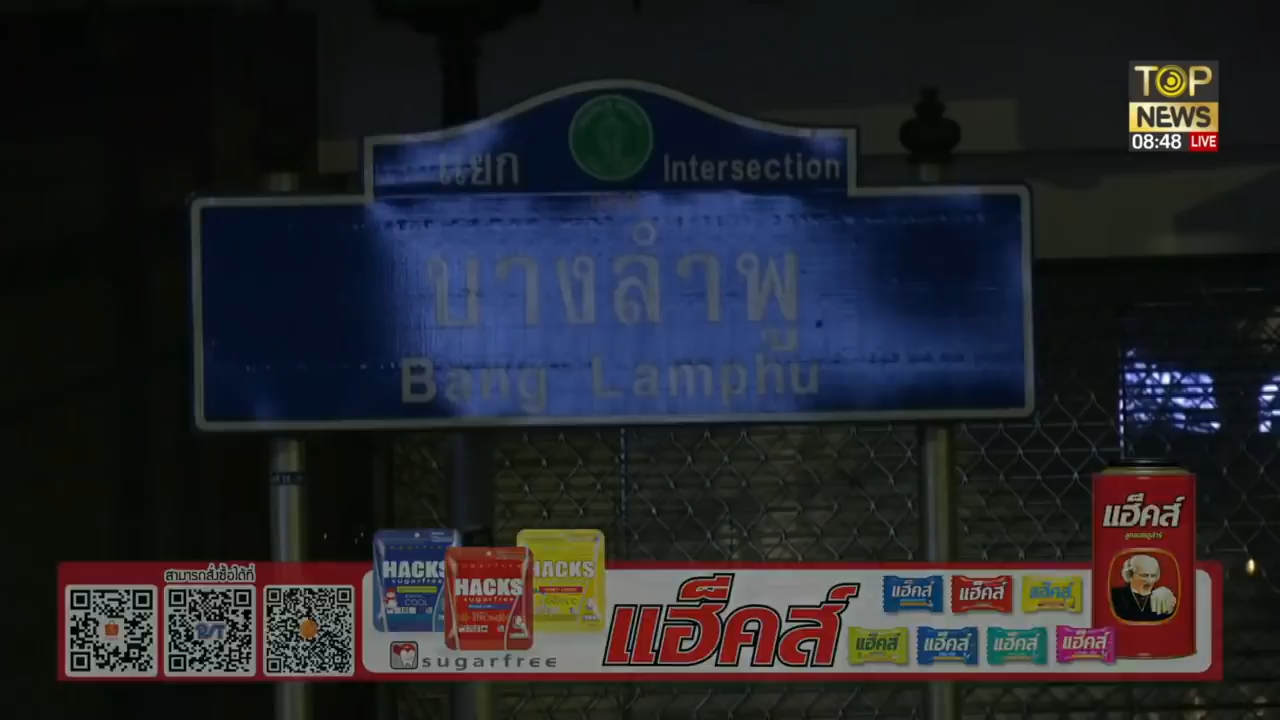 TOP
NEWS
08:48 LIVE
แยก
Intersection
บางลำพู
Bang Lamphu
สามารถสั่งซื้อได้ที่
HACKS
sugarfree
COOL
HACKS
sugarfree
HACKS
sugarfree
แฮ็คส์
แฮ็คส์
แฮ็คส์
แฮ็คส์
แฮ็คส์
แฮ็คส์
แฮ็คส์
แฮ็คส์
แฮ็คส์